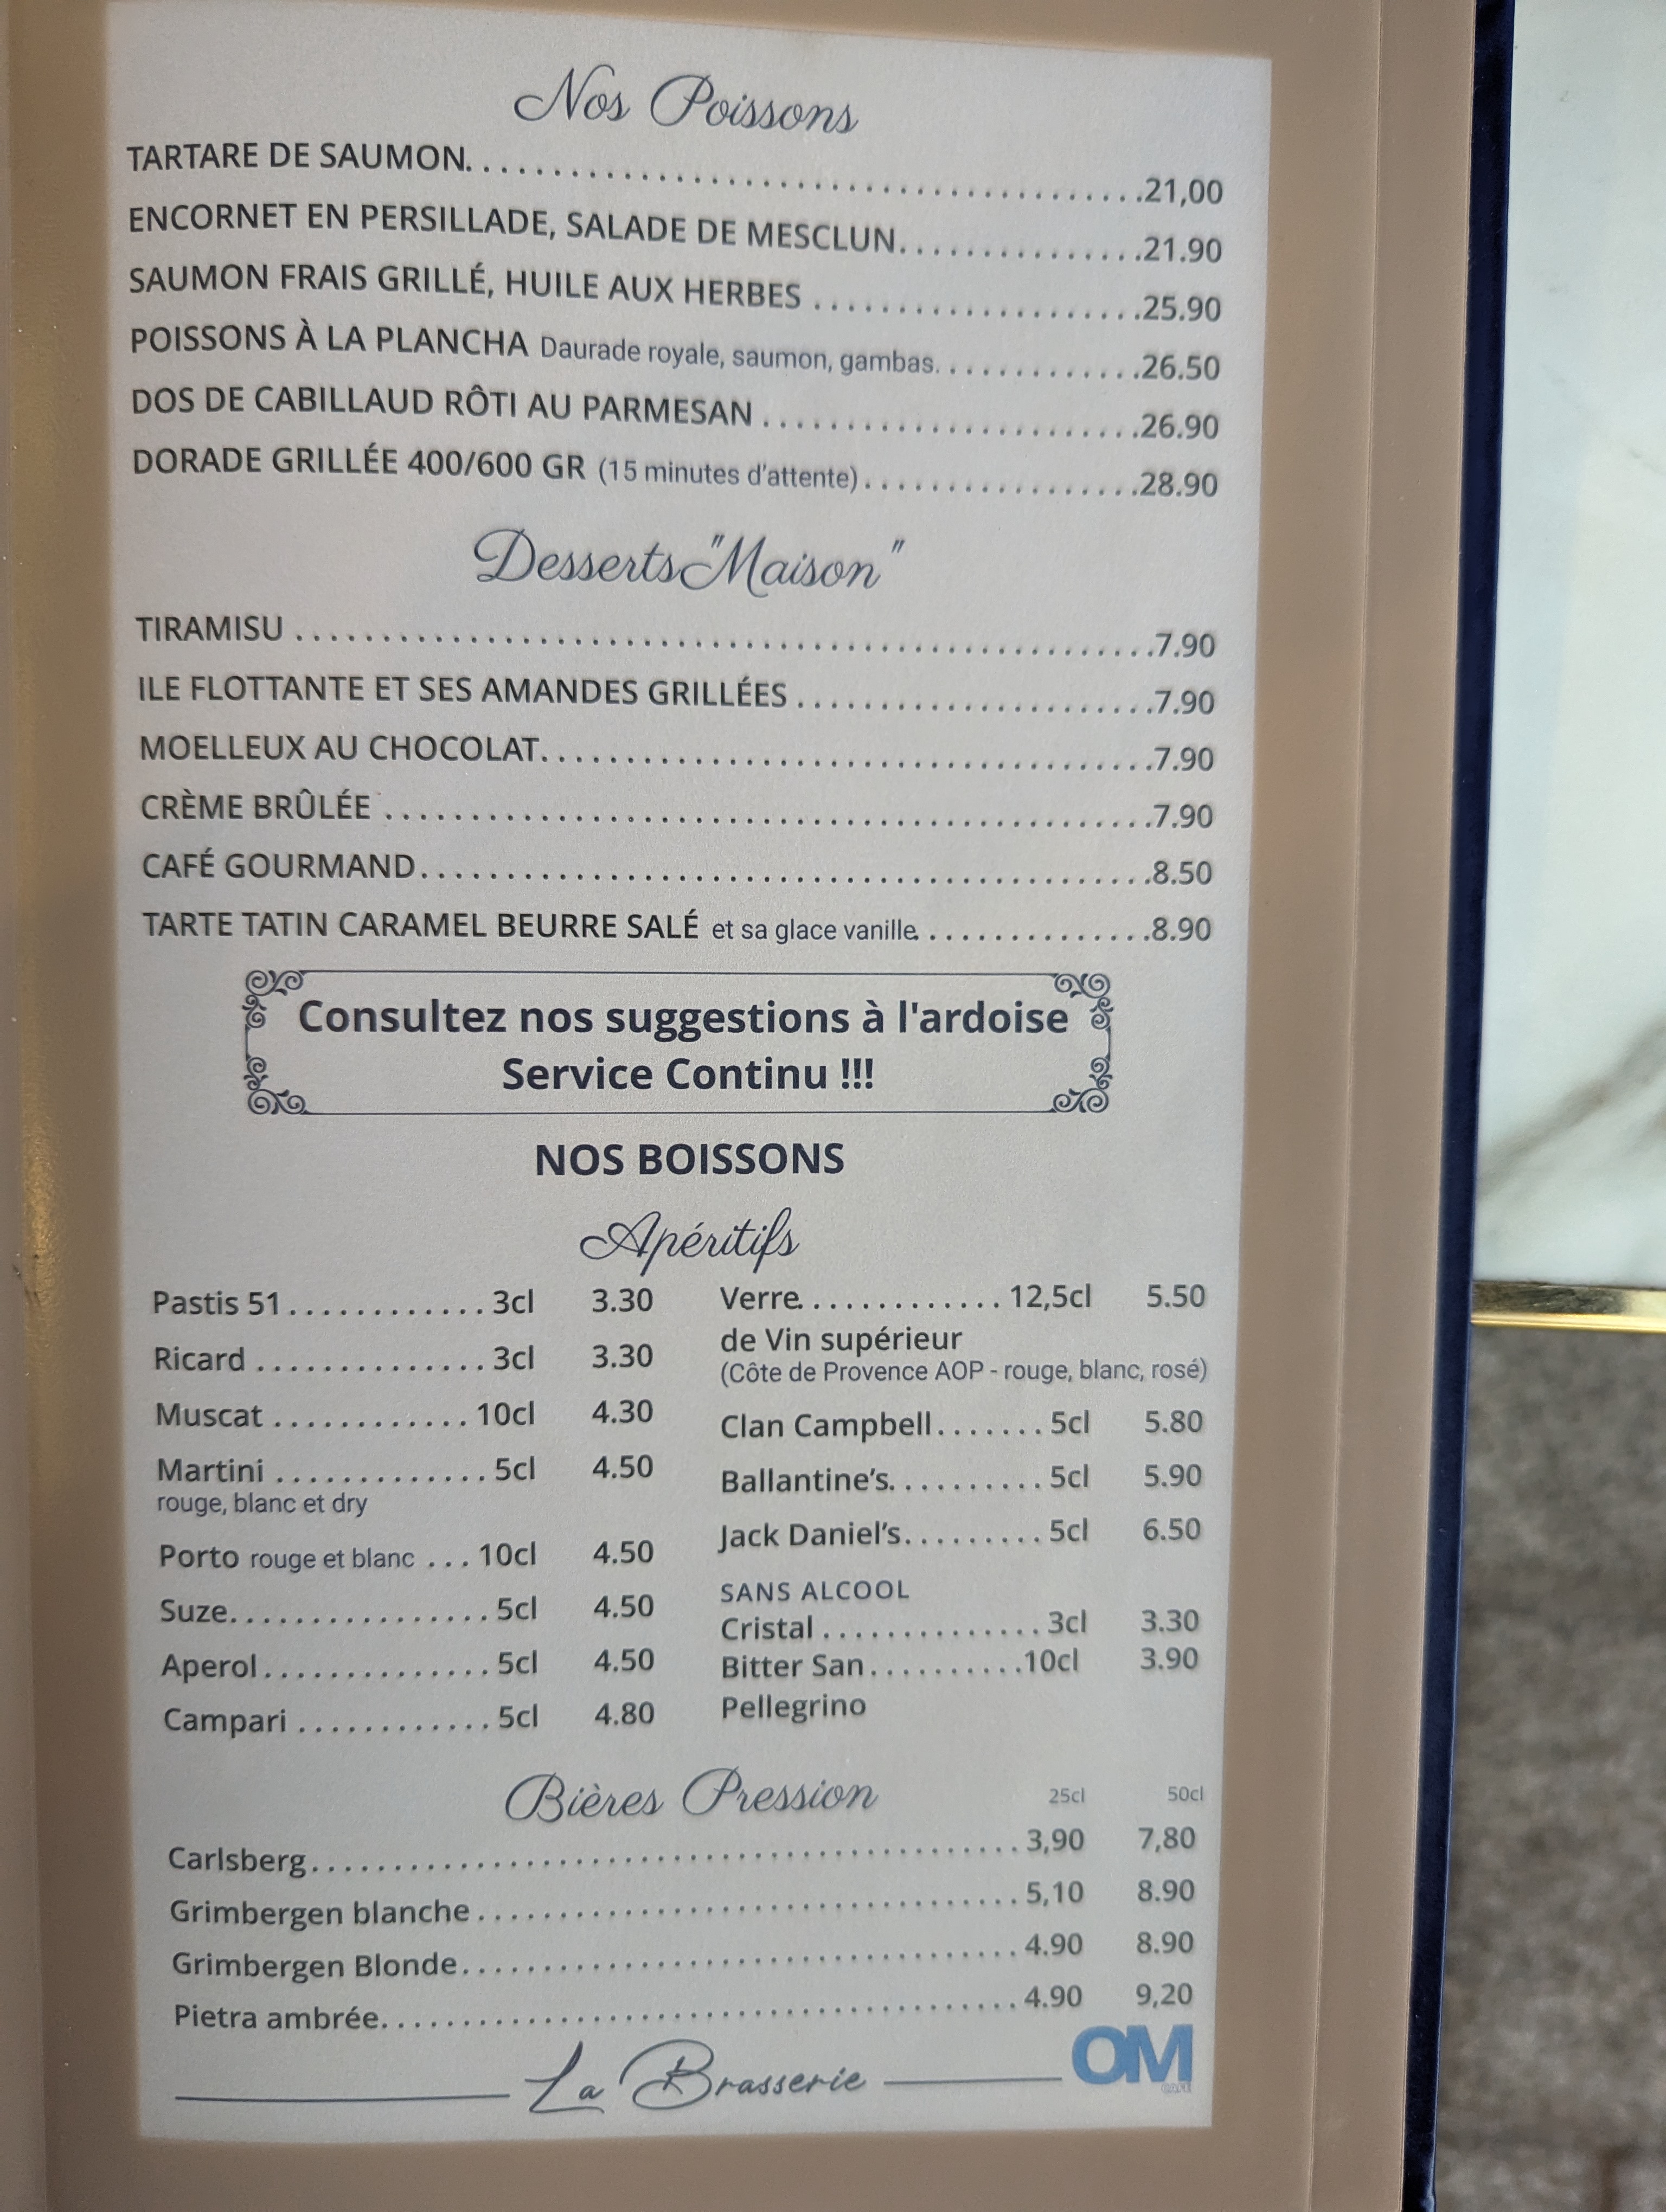 Nos Poissons
TARTARE DE SAUMON. . . . . . . . . . . . . . . . . . . . . . . . . . . . . . . . . . . . . . .21,00
ENCORNET EN PERSILLADE, SALADE DE MESCLUN. . . . . . . . . . . . . . .21.90
SAUMON FRAIS GRILLÉ, HUILE AUX HERBES . . . . . . . . . . . . . . . . . . . .25.90
POISSONS À LA PLANCHA Daurade royale, saumon, gambas. . . . . . . . . . . . .26.50
DOS DE CABILLAUD RÔTI AU PARMESAN . . . . . . . . . . . . . . . . . . . . . . .26.90
DORADE GRILLÉE 400/600 GR (15 minutes d'attente) . . . . . . . . . . . . . . . . .28.90
Desserts "Maison"
TIRAMISU . . . . . . . . . . . . . . . . . . . . . . . . . . . . . . . . . . . . . . . . . . . . . . . . .7.90
ILE FLOTTANTE ET SES AMANDES GRILLÉES . . . . . . . . . . . . . . . . . . . . .7.90
MOELLEUX AU CHOCOLAT. . . . . . . . . . . . . . . . . . . . . . . . . . . . . . . . . . .7.90
CRÈME BRÛLÉE . . . . . . . . . . . . . . . . . . . . . . . . . . . . . . . . . . . . . . . . . . .7.90
CAFÉ GOURMAND. . . . . . . . . . . . . . . . . . . . . . . . . . . . . . . . . . . . . . . . .8.50
TARTE TATIN CARAMEL BEURRE SALÉ et sa glace vanille. . . . . . . . . . . . . . .8.90
Consultez nos suggestions à l'ardoise
Service Continu !!!
NOS BOISSONS
Apéritifs
Pastis 51. . . . . . . . . . . . 3cl 3.30
Ricard . . . . . . . . . . . . . . 3cl 3.30
Muscat . . . . . . . . . . . . 10cl 4.30
Martini . . . . . . . . . . . . . 5cl 4.50
rouge, blanc et dry
Porto rouge et blanc . . . 10cl 4.50
Suze. . . . . . . . . . . . . . . . 5cl 4.50
Aperol. . . . . . . . . . . . . . 5cl 4.50
Campari . . . . . . . . . . . . 5cl 4.80
Verre. . . . . . . . . . . . . 12,5cl 5.50
de Vin supérieur
(Côte de Provence AOP - rouge, blanc, rosé)
Clan Campbell. . . . . . . 5cl 5.80
Ballantine's. . . . . . . . . . 5cl 5.90
Jack Daniel's. . . . . . . . . 5cl 6.50
SANS ALCOOL
Cristal . . . . . . . . . . . . . . 3cl 3.30
Bitter San. . . . . . . . . .10cl 3.90
Pellegrino
Bières Pression 25cl 50cl
Carlsberg. . . . . . . . . . . . . . . . . . . . . . . . . . . . . . . . . . . . . . . . . . . 3,90 7,80
Grimbergen blanche . . . . . . . . . . . . . . . . . . . . . . . . . . . . . . . . . 5,10 8.90
Grimbergen Blonde. . . . . . . . . . . . . . . . . . . . . . . . . . . . . . . . . . 4.90 8.90
Pietra ambrée. . . . . . . . . . . . . . . . . . . . . . . . . . . . . . . . . . . . . . . 4.90 9,20
La Brasserie OM
CAFÉ